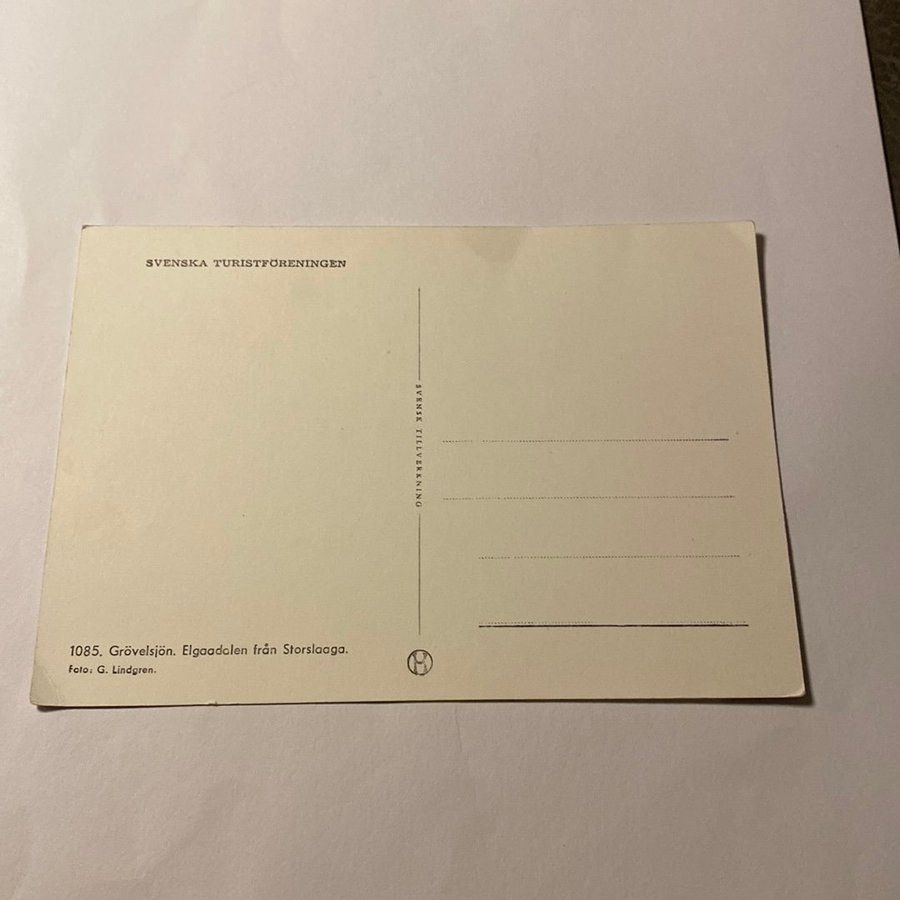 SVENSKA TURISTFÖRENINGEN
SVENSK TILLVERKNING
1085. Grövelsjön. Elgaadalen från Storslaaga.
Foto: G. Lindgren.